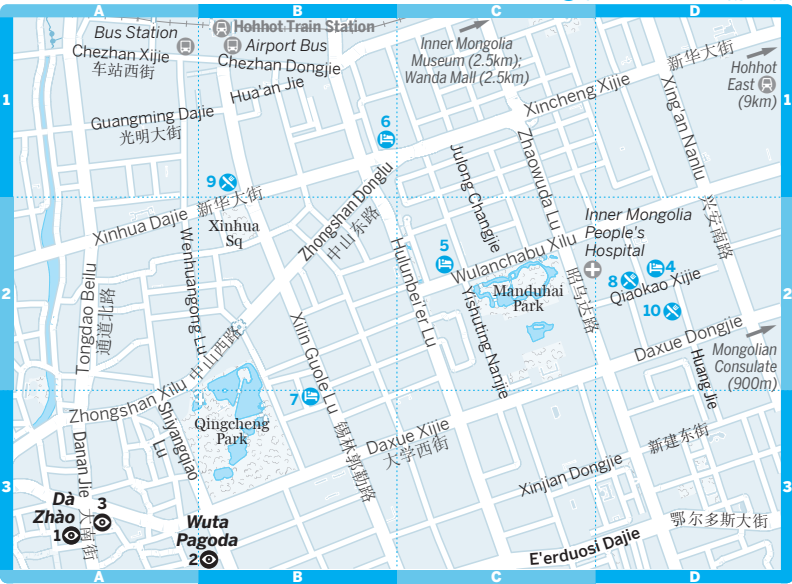 A
B
C
D
Bus Station
Hohhot Train Station
Airport Bus
Chezhan Xijie
车站西街
Chezhan Dongjie
Inner Mongolia
Museum (2.5km);
Wanda Mall (2.5km)
新华大街
Hohhot
East
(9km)
1
1
Guangming Dajie
光明大街
Hua'an Jie
Xincheng Xijie
Xing'an Nanlu
兴安南路
6
9
Zhaowuda Lu
昭乌达路
Julong Changjie
Xinhua Dajie
新华大街
Xinhua
Sq
Zhongshan Donglu
中山东路
Inner Mongolia
People's
Hospital
5
Wulanchabu Xilu
Manduhai
Park
8
4
Qiaokao Xijie
10
2
2
Tongdao Beilu
通道北路
Wenhuangong Lu
Hulunbei'er Lu
Yishuting Nanjie
Daxue Dongjie
Mongolian
Consulate
(900m)
Huang Jie
Zhongshan Xilu
中山西路
Xilin Guole Lu
锡林郭勒路
7
Qingcheng
Park
Shiyangqiao
Lu
Daxue Xijie
大学西街
Xinjian Dongjie
新建东街
3
3
Danan Jie
大南街
Dà
Zhào
1
3
Wuta
Pagoda
2
E'erduosi Dajie
鄂尔多斯大街
A
B
C
D